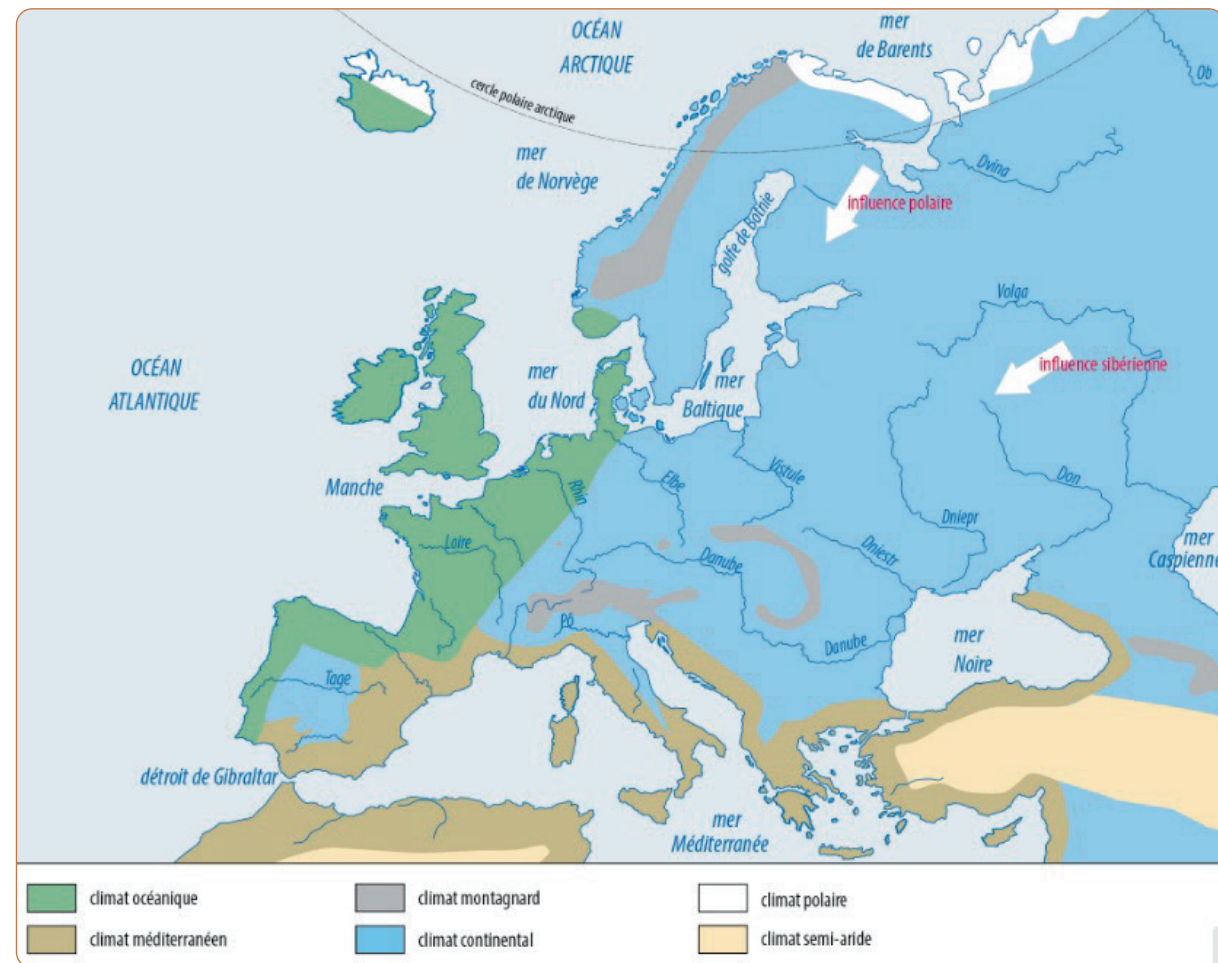 OCÉAN
ARCTIQUE
mer
de Barents
Ob
cercle polaire arctique
mer
de Norvège
Dvina
influence polaire
golfe de Botnie
Volga
influence sibérienne
OCÉAN
ATLANTIQUE
mer
du Nord
mer
Baltique
Manche
Rhin
Elbe
Vistule
Don
Dniepr
Loire
Danube
Dniestr
mer
Caspienne
Pô
Danube
mer
Noire
Tage
détroit de Gibraltar
mer
Méditerranée
climat océanique
climat montagnard
climat polaire
climat méditerranéen
climat continental
climat semi-aride